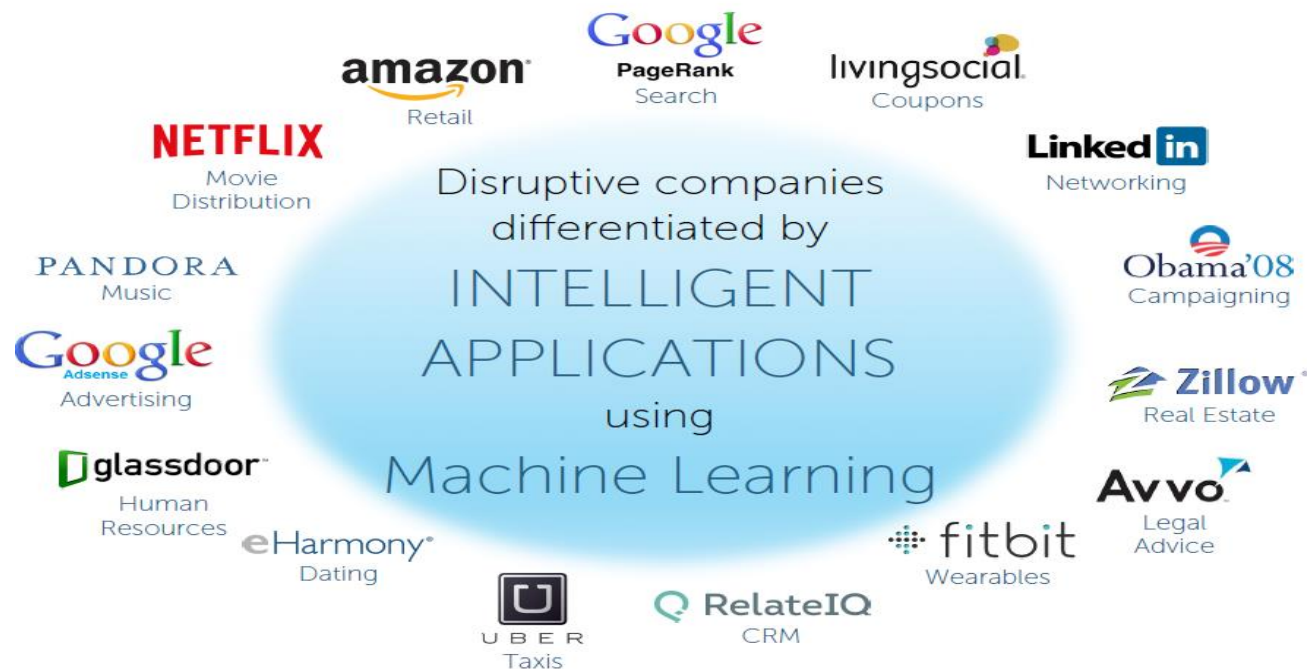 Google
PageRank
Search
amazon
Retail
livingsocial.
Coupons
NETFLIX
Movie
Distribution
Linked in
Networking
PANDORA
Music
Obama'08
Campaigning
Google
Adsense
Advertising
Zillow
Real Estate
glassdoor
Human
Resources
Avvo
Legal
Advice
eHarmony
Dating
fitbit
Wearables
U
UBER
Taxis
RelateIQ
CRM
Disruptive companies
differentiated by
INTELLIGENT
APPLICATIONS
using
Machine Learning